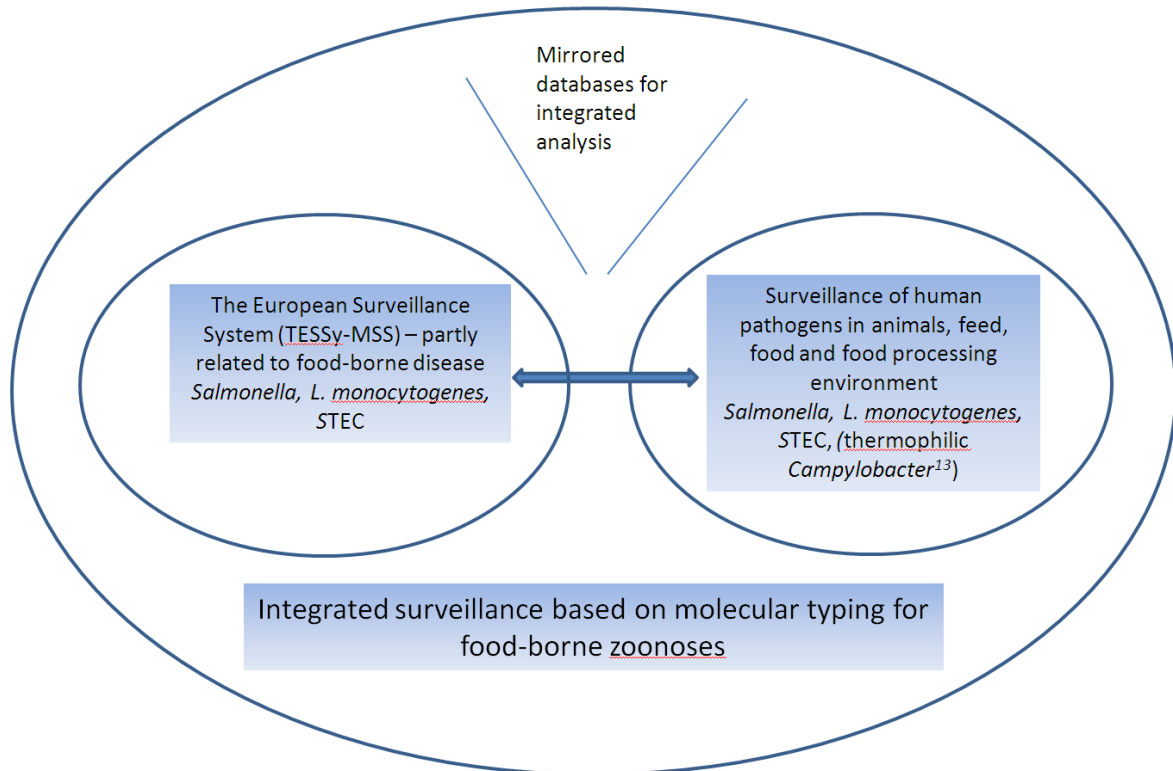 Mirrored
databases for
integrated
analysis
The European Surveillance
System (TESSy-MSS) – partly
related to food-borne disease
Salmonella, L. monocytogenes,
STEC
Surveillance of human
pathogens in animals, feed,
food and food processing
environment
Salmonella, L. monocytogenes,
STEC, (thermophilic
Campylobacter13)
Integrated surveillance based on molecular typing for
food-borne zoonoses